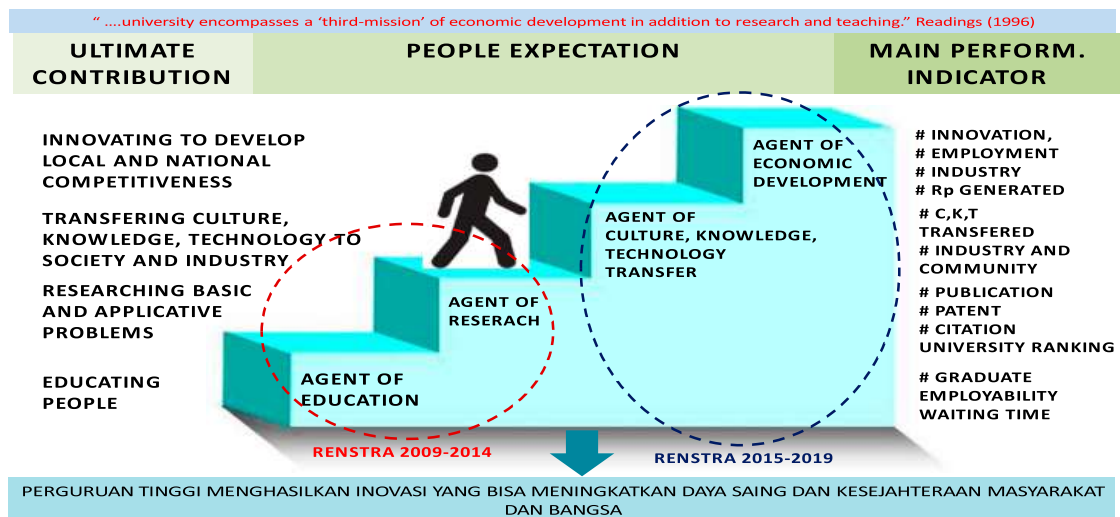 “ ....university encompasses a ‘third-mission’ of economic development in addition to research and teaching.” Readings (1996)
ULTIMATE
CONTRIBUTION
PEOPLE EXPECTATION
MAIN PERFORM.
INDICATOR
INNOVATING TO DEVELOP
LOCAL AND NATIONAL
COMPETITIVENESS
TRANSFERING CULTURE,
KNOWLEDGE, TECHNOLOGY TO
SOCIETY AND INDUSTRY
RESEARCHING BASIC
AND APPLICATIVE
PROBLEMS
EDUCATING
PEOPLE
AGENT OF
ECONOMIC
DEVELOPMENT
AGENT OF
CULTURE, KNOWLEDGE,
TECHNOLOGY
TRANSFER
AGENT OF
RESERACH
AGENT OF
EDUCATION
# INNOVATION,
# EMPLOYMENT
# INDUSTRY
# Rp GENERATED
# C,K,T
TRANSFERED
# INDUSTRY AND
COMMUNITY
# PUBLICATION
# PATENT
# CITATION
UNIVERSITY RANKING
# GRADUATE
EMPLOYABILITY
WAITING TIME
RENSTRA 2009-2014
RENSTRA 2015-2019
PERGURUAN TINGGI MENGHASILKAN INOVASI YANG BISA MENINGKATKAN DAYA SAING DAN KESEJAHTERAAN MASYARAKAT
DAN BANGSA